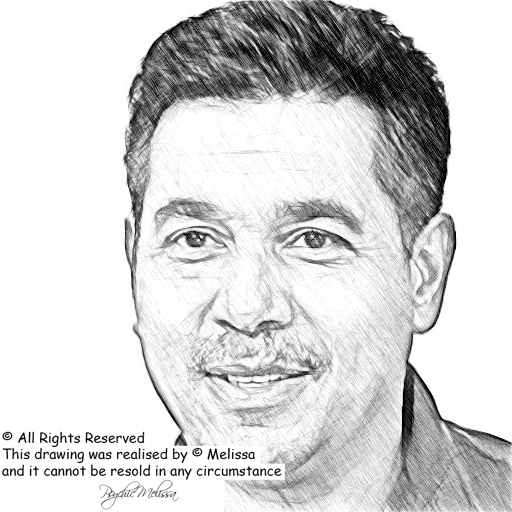 © All Rights Reserved
This drawing was realised by © Melissa
and it cannot be resold in any circumstance
Psychic Melissa